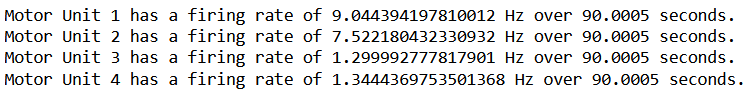 Motor Unit 1 has a firing rate of 9.044394197810012 Hz over 90.0005 seconds.
Motor Unit 2 has a firing rate of 7.522180432330932 Hz over 90.0005 seconds.
Motor Unit 3 has a firing rate of 1.299992777817901 Hz over 90.0005 seconds.
Motor Unit 4 has a firing rate of 1.3444369753501368 Hz over 90.0005 seconds.